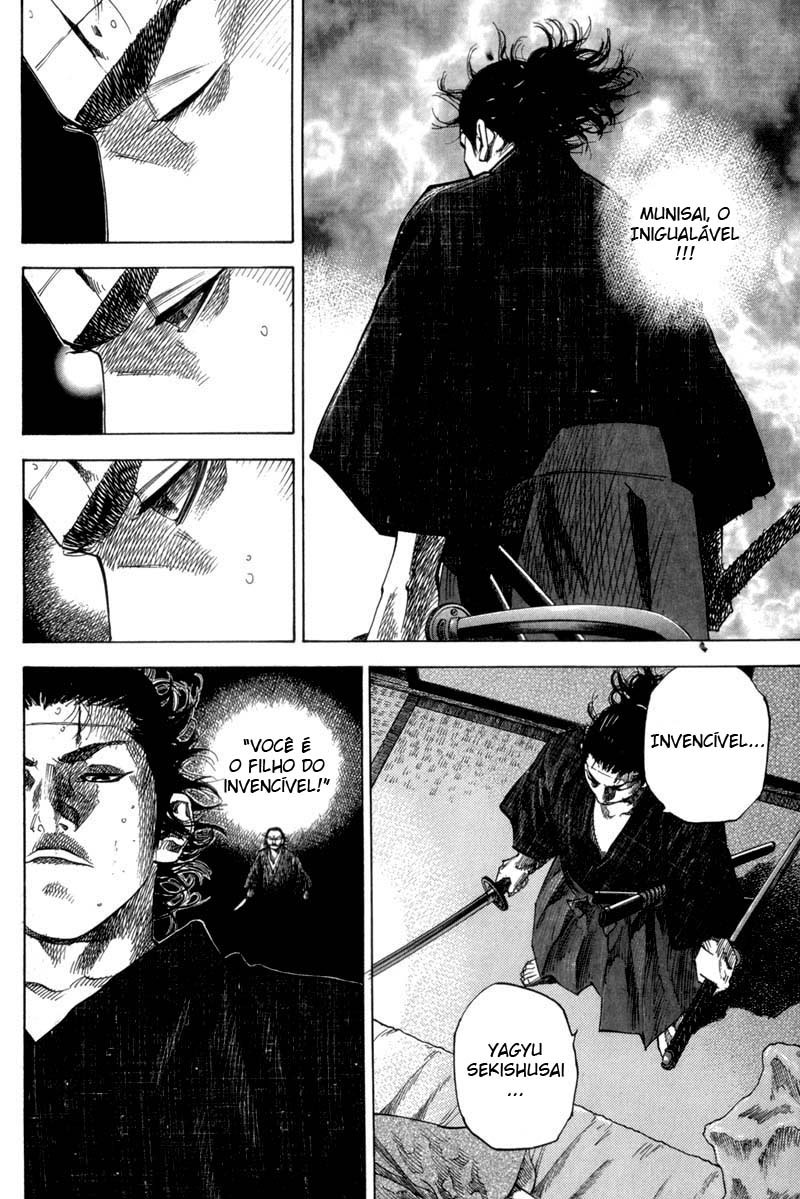 MUNISAI, O
INIGUALÁVEL
!!!
"VOCÊ É
O FILHO DO
INVENCÍVEL!"
INVENCÍVEL...
YAGYU
SEKISHUSAI
...